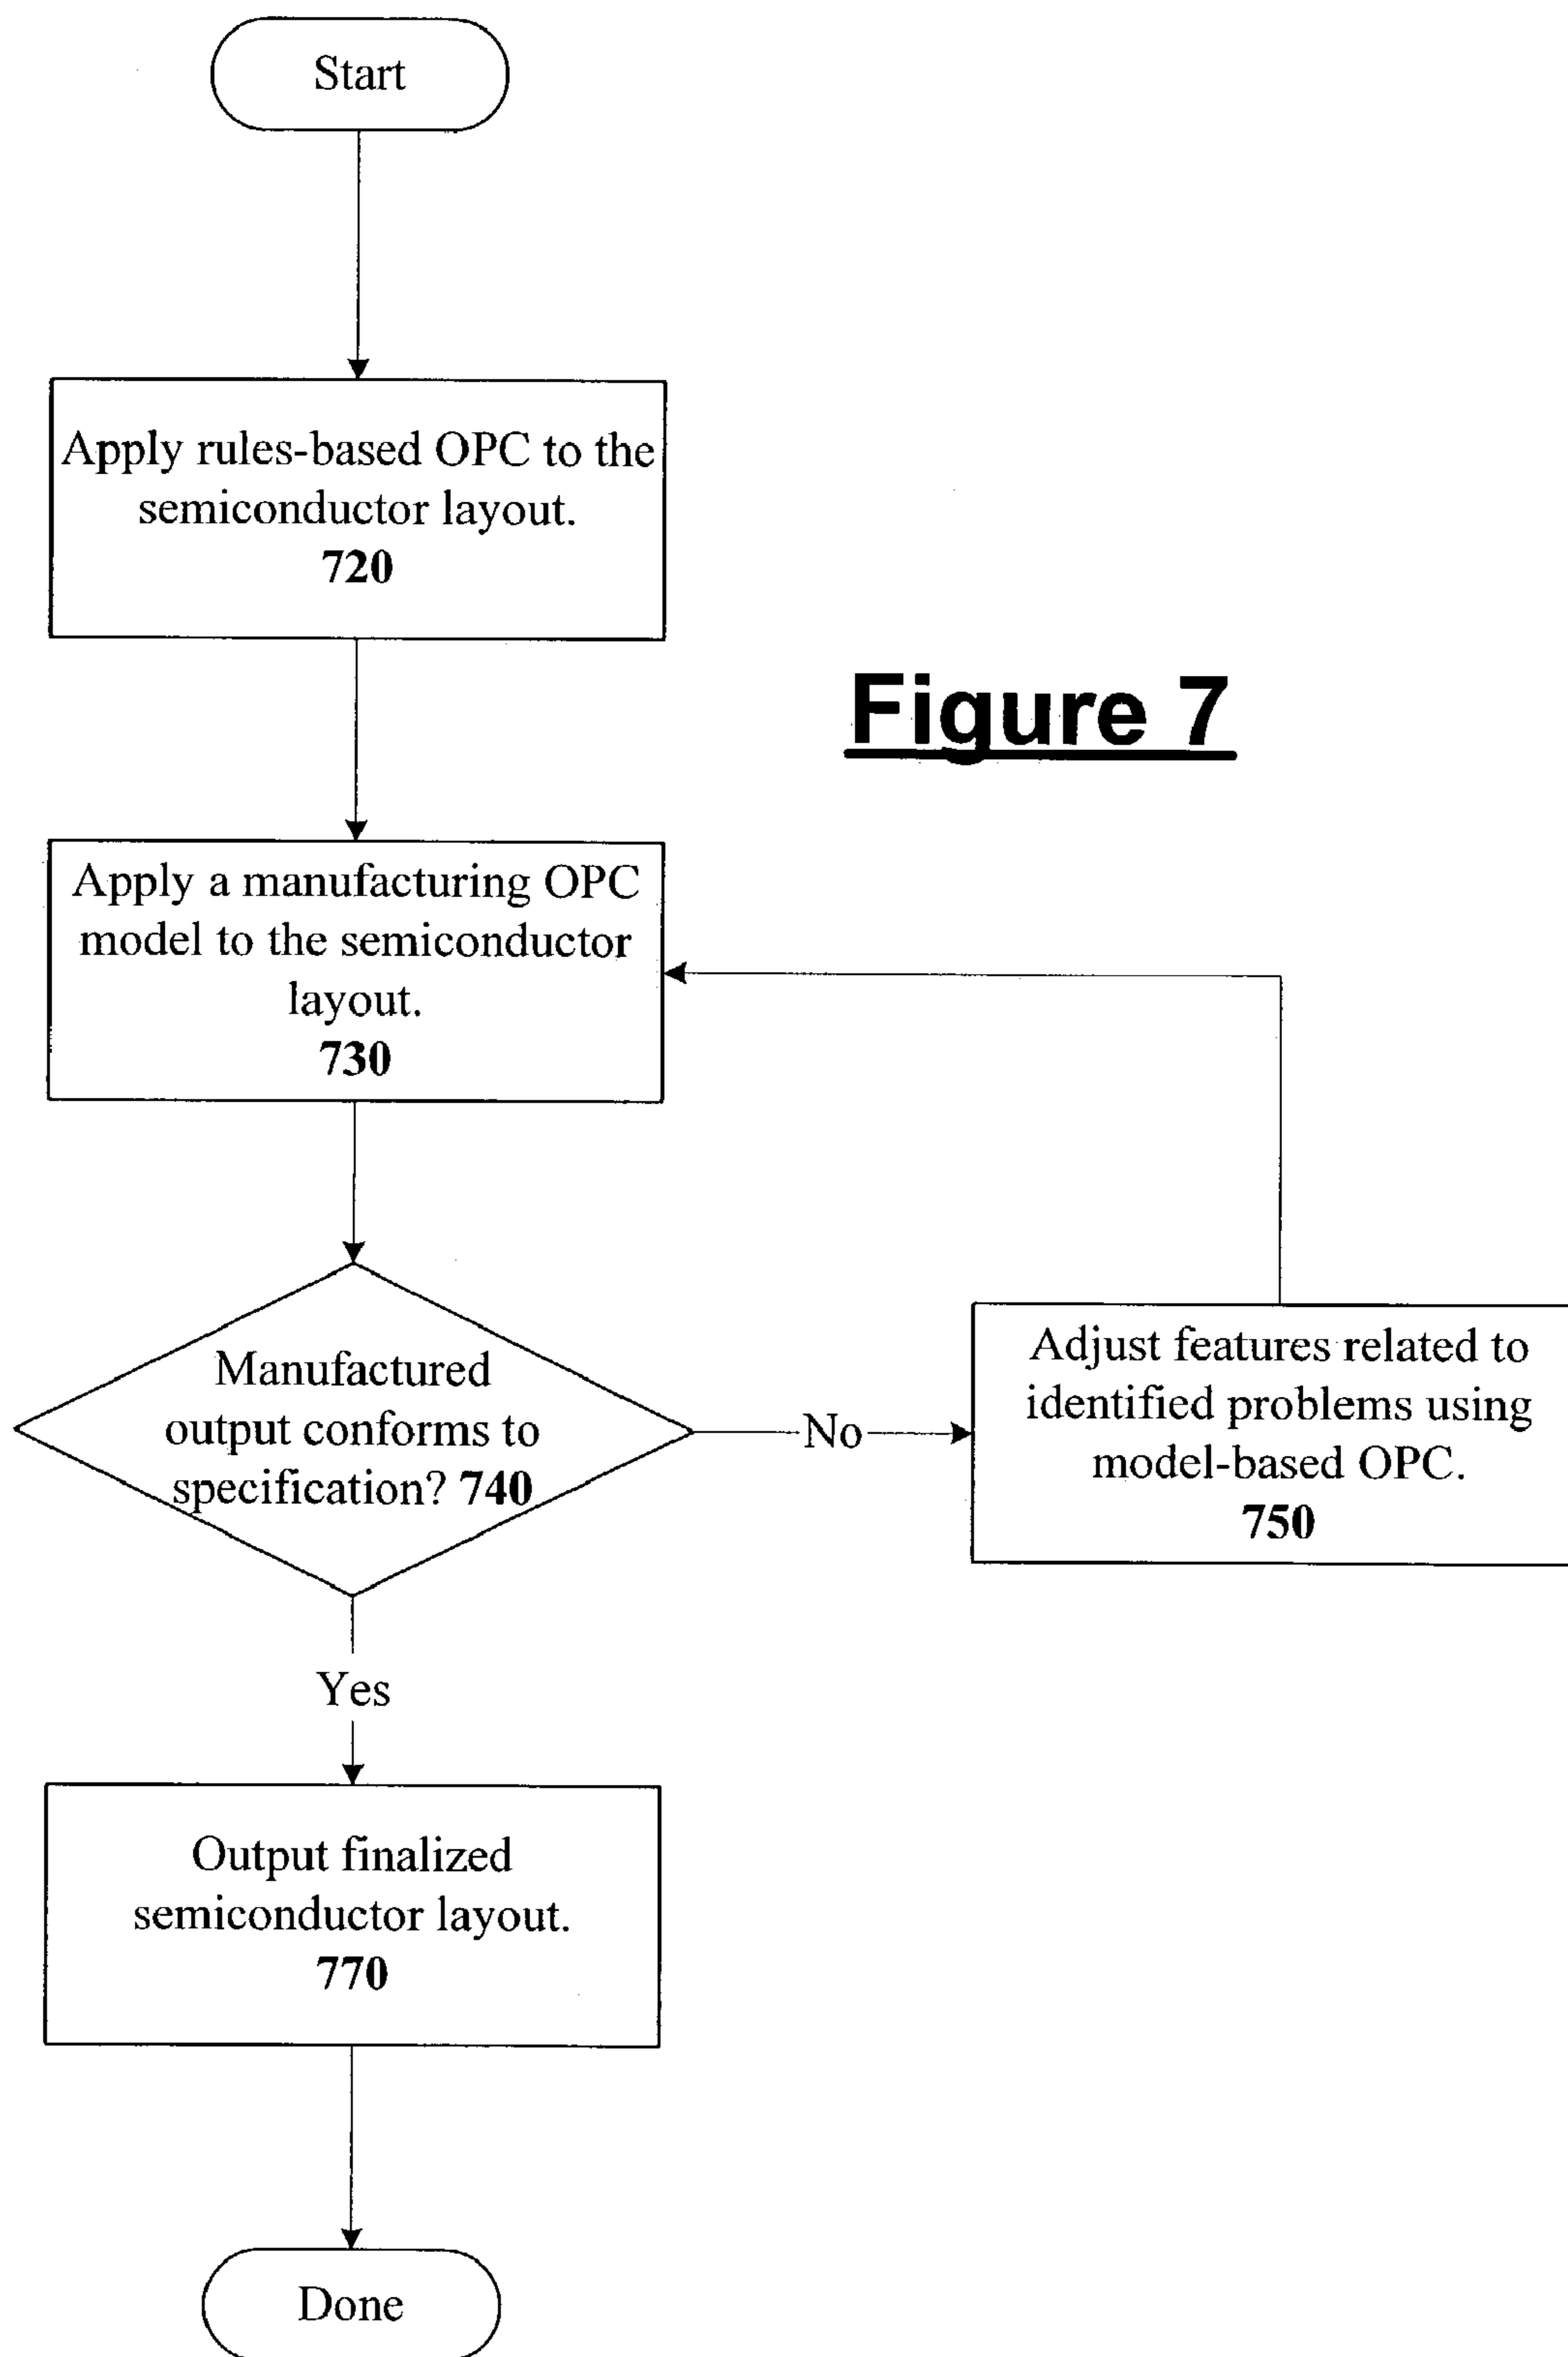 Start
Apply rules-based OPC to the
semiconductor layout.
720
Figure 7
Apply a manufacturing OPC
model to the semiconductor
layout.
730
Manufactured
output conforms to
specification? 740
No
Adjust features related to
identified problems using
model-based OPC.
750
Yes
Output finalized
semiconductor layout.
770
Done